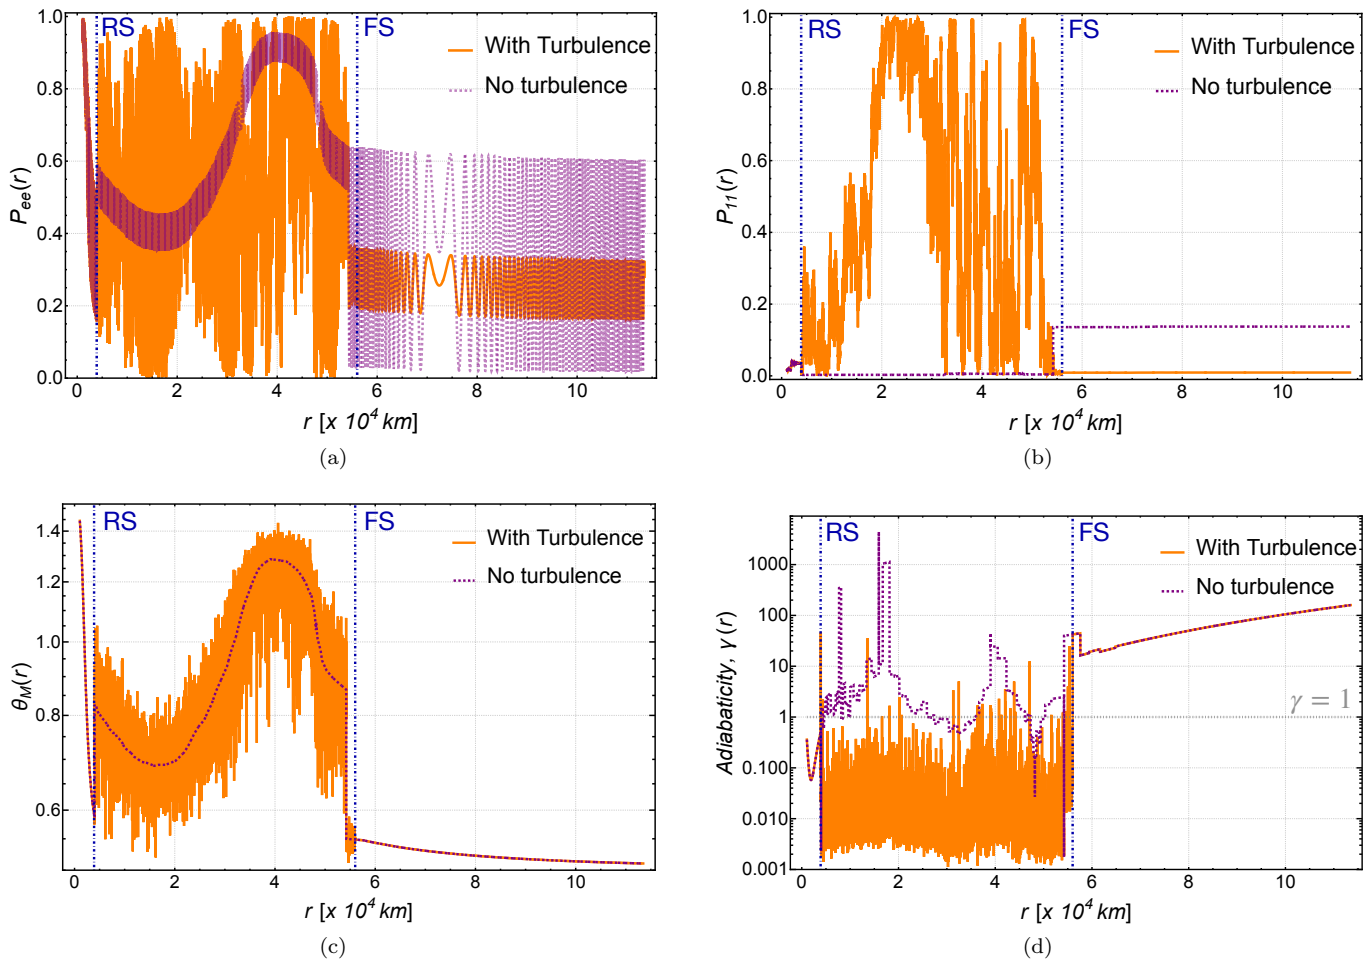 RS
FS
With Turbulence
No turbulence
1.0
0.8
0.6
0.4
0.2
0.0
P_ee(r)
0
2
4
6
8
10
r [x 10^4 km]
(a)
RS
FS
With Turbulence
No turbulence
1.0
0.8
0.6
0.4
0.2
0.0
P_11(r)
0
2
4
6
8
10
r [x 10^4 km]
(b)
RS
FS
With Turbulence
No turbulence
1.4
1.2
1.0
0.8
0.6
θ_M(r)
0
2
4
6
8
10
r [x 10^4 km]
(c)
RS
FS
With Turbulence
No turbulence
1000
100
10
1
0.100
0.010
0.001
γ = 1
Adiabaticity, γ(r)
0
2
4
6
8
10
r [x 10^4 km]
(d)